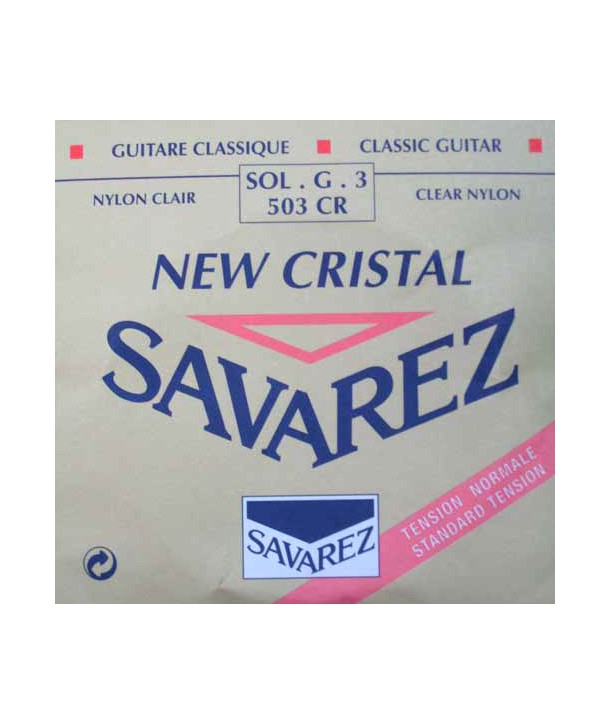 GUITARE CLASSIQUE CLASSIC GUITAR
SOL . G . 3
NYLON CLAIR 503 CR CLEAR NYLON
NEW CRISTAL
SAVAREZ
TENSION NORMALE
STANDARD TENSION
SAVAREZ